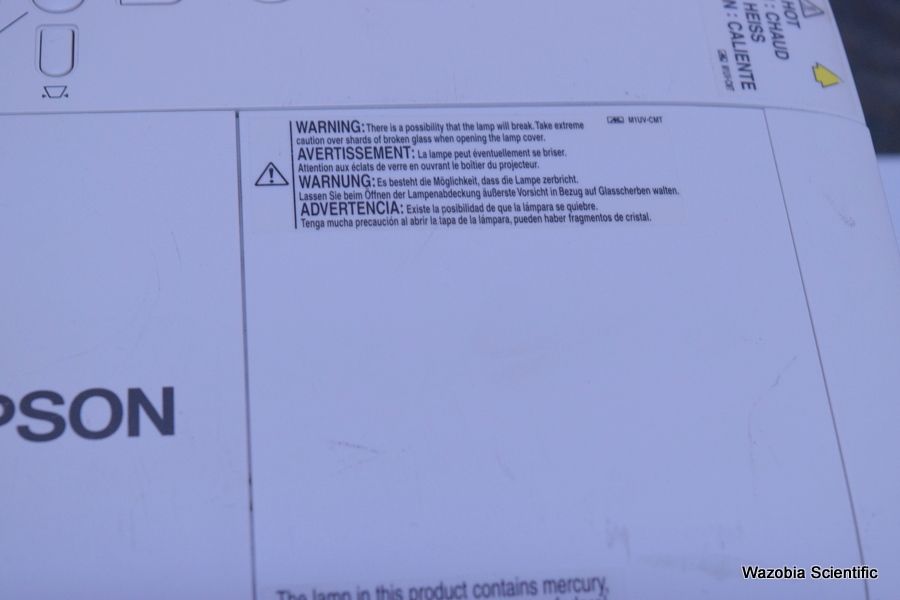 HOT
: CHAUD
HEISS
N : CALIENTE
WARNING: There is a possibility that the lamp will break. Take extreme
caution over shards of broken glass when opening the lamp cover.
M1UV-CMT
AVERTISSEMENT: La lampe peut éventuellement se briser.
Attention aux éclats de verre en ouvrant le boîtier du projecteur.
WARNUNG: Es besteht die Möglichkeit, dass die Lampe zerbricht.
Lassen Sie beim Öffnen der Lampenabdeckung äußerste Vorsicht in Bezug auf Glasscherben walten.
ADVERTENCIA: Existe la posibilidad de que la lámpara se quiebre.
Tenga mucha precaución al abrir la tapa de la lámpara, pueden haber fragmentos de cristal.
PSON
The lamp in this product contains mercury,
Wazobia Scientific